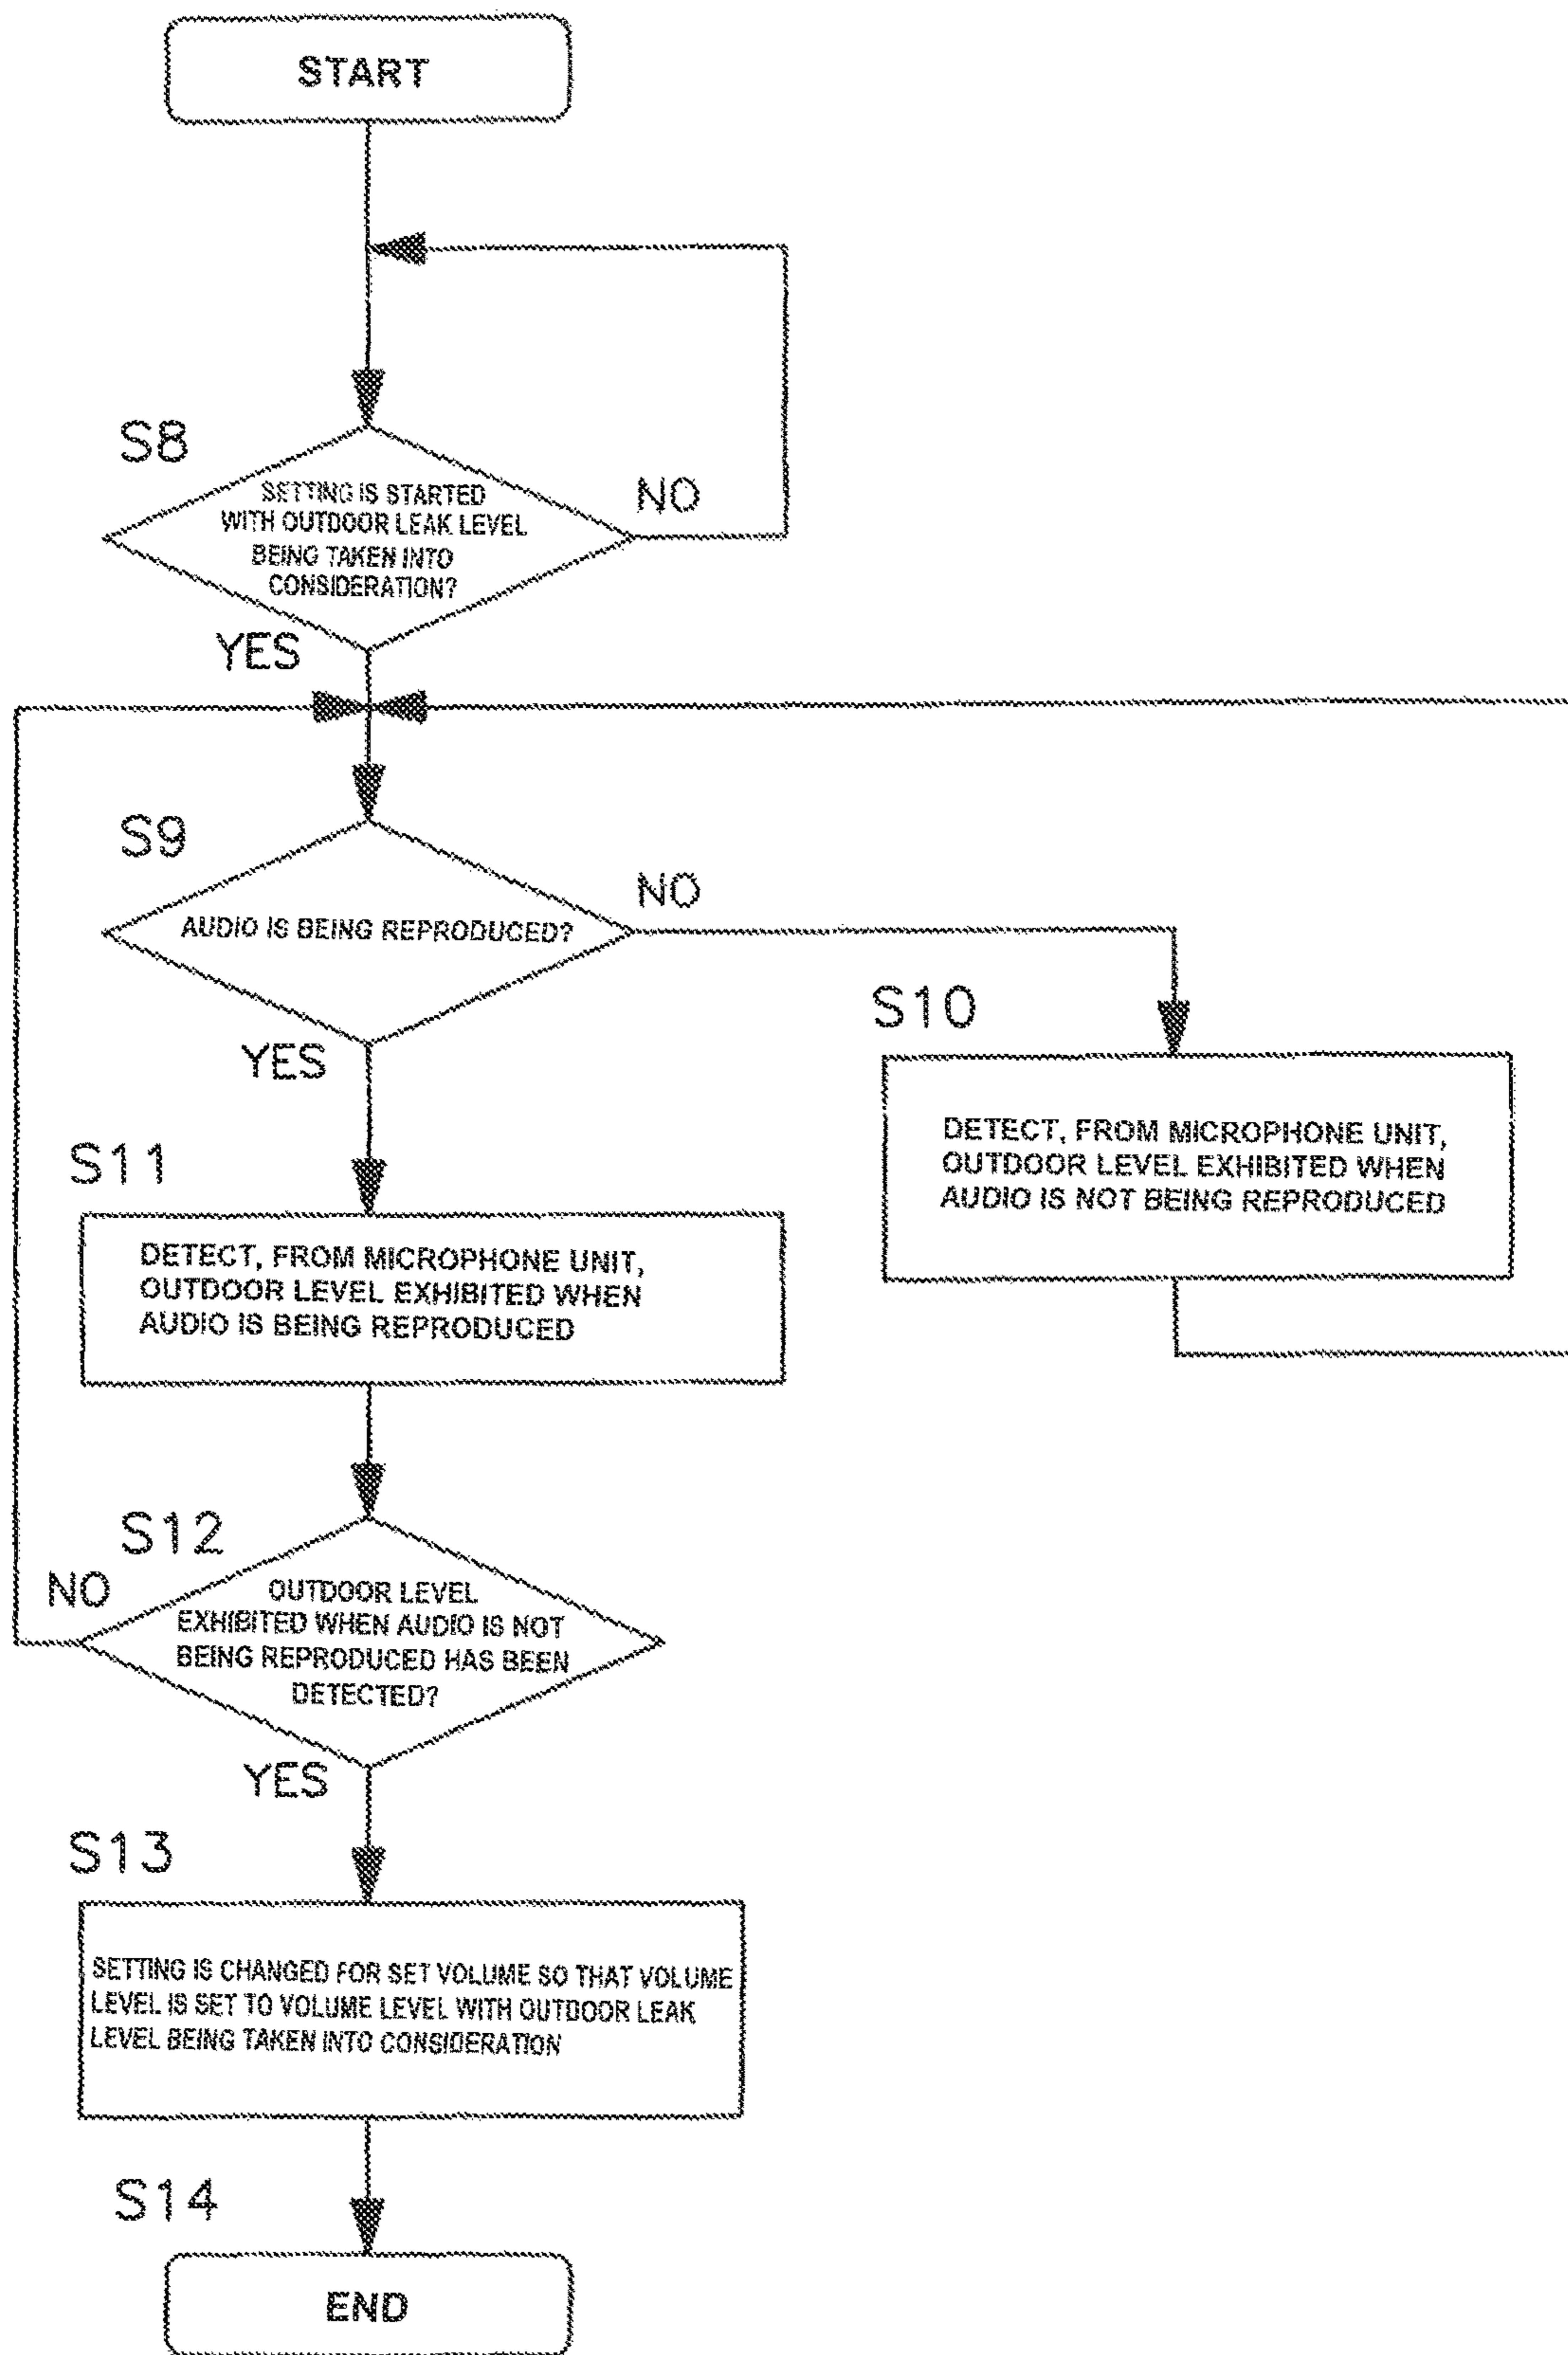 START
S8
SETTING IS STARTED
WITH OUTDOOR LEAK LEVEL
BEING TAKEN INTO
CONSIDERATION?
NO
YES
S9
AUDIO IS BEING REPRODUCED?
NO
YES
S10
DETECT, FROM MICROPHONE UNIT,
OUTDOOR LEVEL EXHIBITED WHEN
AUDIO IS NOT BEING REPRODUCED
S11
DETECT, FROM MICROPHONE UNIT,
OUTDOOR LEVEL EXHIBITED WHEN
AUDIO IS BEING REPRODUCED
S12
NO
OUTDOOR LEVEL
EXHIBITED WHEN AUDIO IS NOT
BEING REPRODUCED HAS BEEN
DETECTED?
YES
S13
SETTING IS CHANGED FOR SET VOLUME SO THAT VOLUME
LEVEL IS SET TO VOLUME LEVEL WITH OUTDOOR LEAK
LEVEL BEING TAKEN INTO CONSIDERATION
S14
END